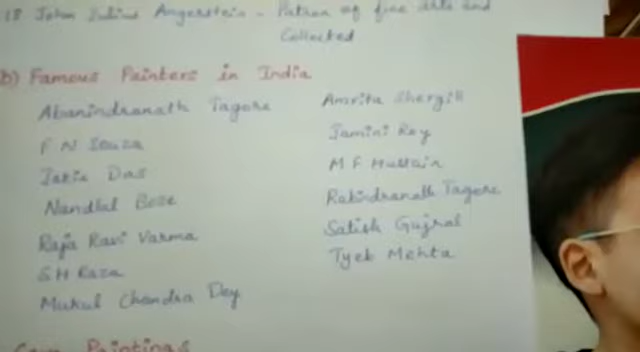 18 John Julius Angerstein - Patron of fine arts and
Collected
b) Famous Painters in India
Abanindranath Tagore
F N Souza
Jatin Das
Nandlal Bose
Raja Ravi Varma
S H Raza
Mukul Chandra Dey
Amrita Shergill
Jamini Roy
M F Hussain
Rabindranath Tagore
Satish Gujral
Tyeb Mehta
Paintings